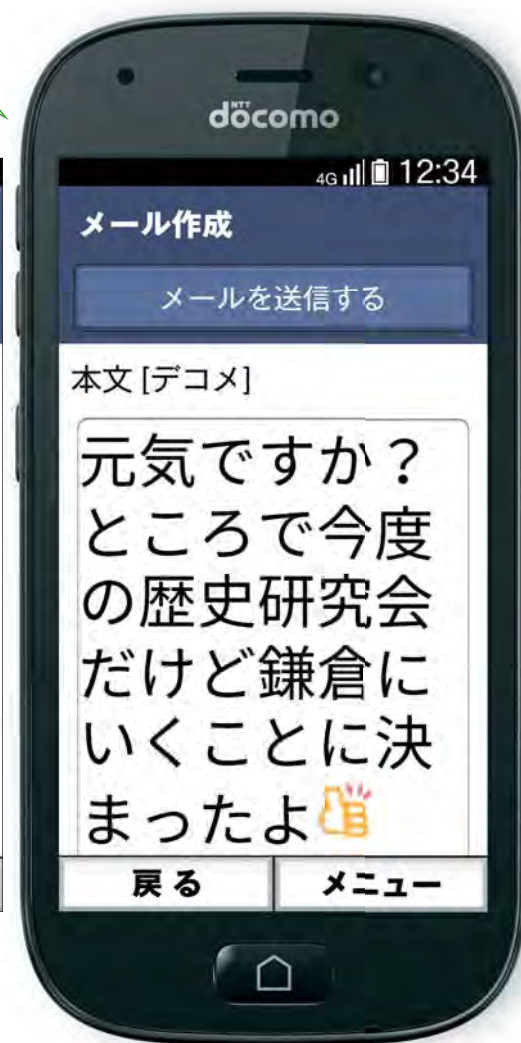 NTT
docomo
4G 12:34
メール作成
メールを送信する
本文 [デコメ]
元気ですか？
ところで今度
の歴史研究会
だけど鎌倉に
いくことに決
まったよ
戻る メニュー